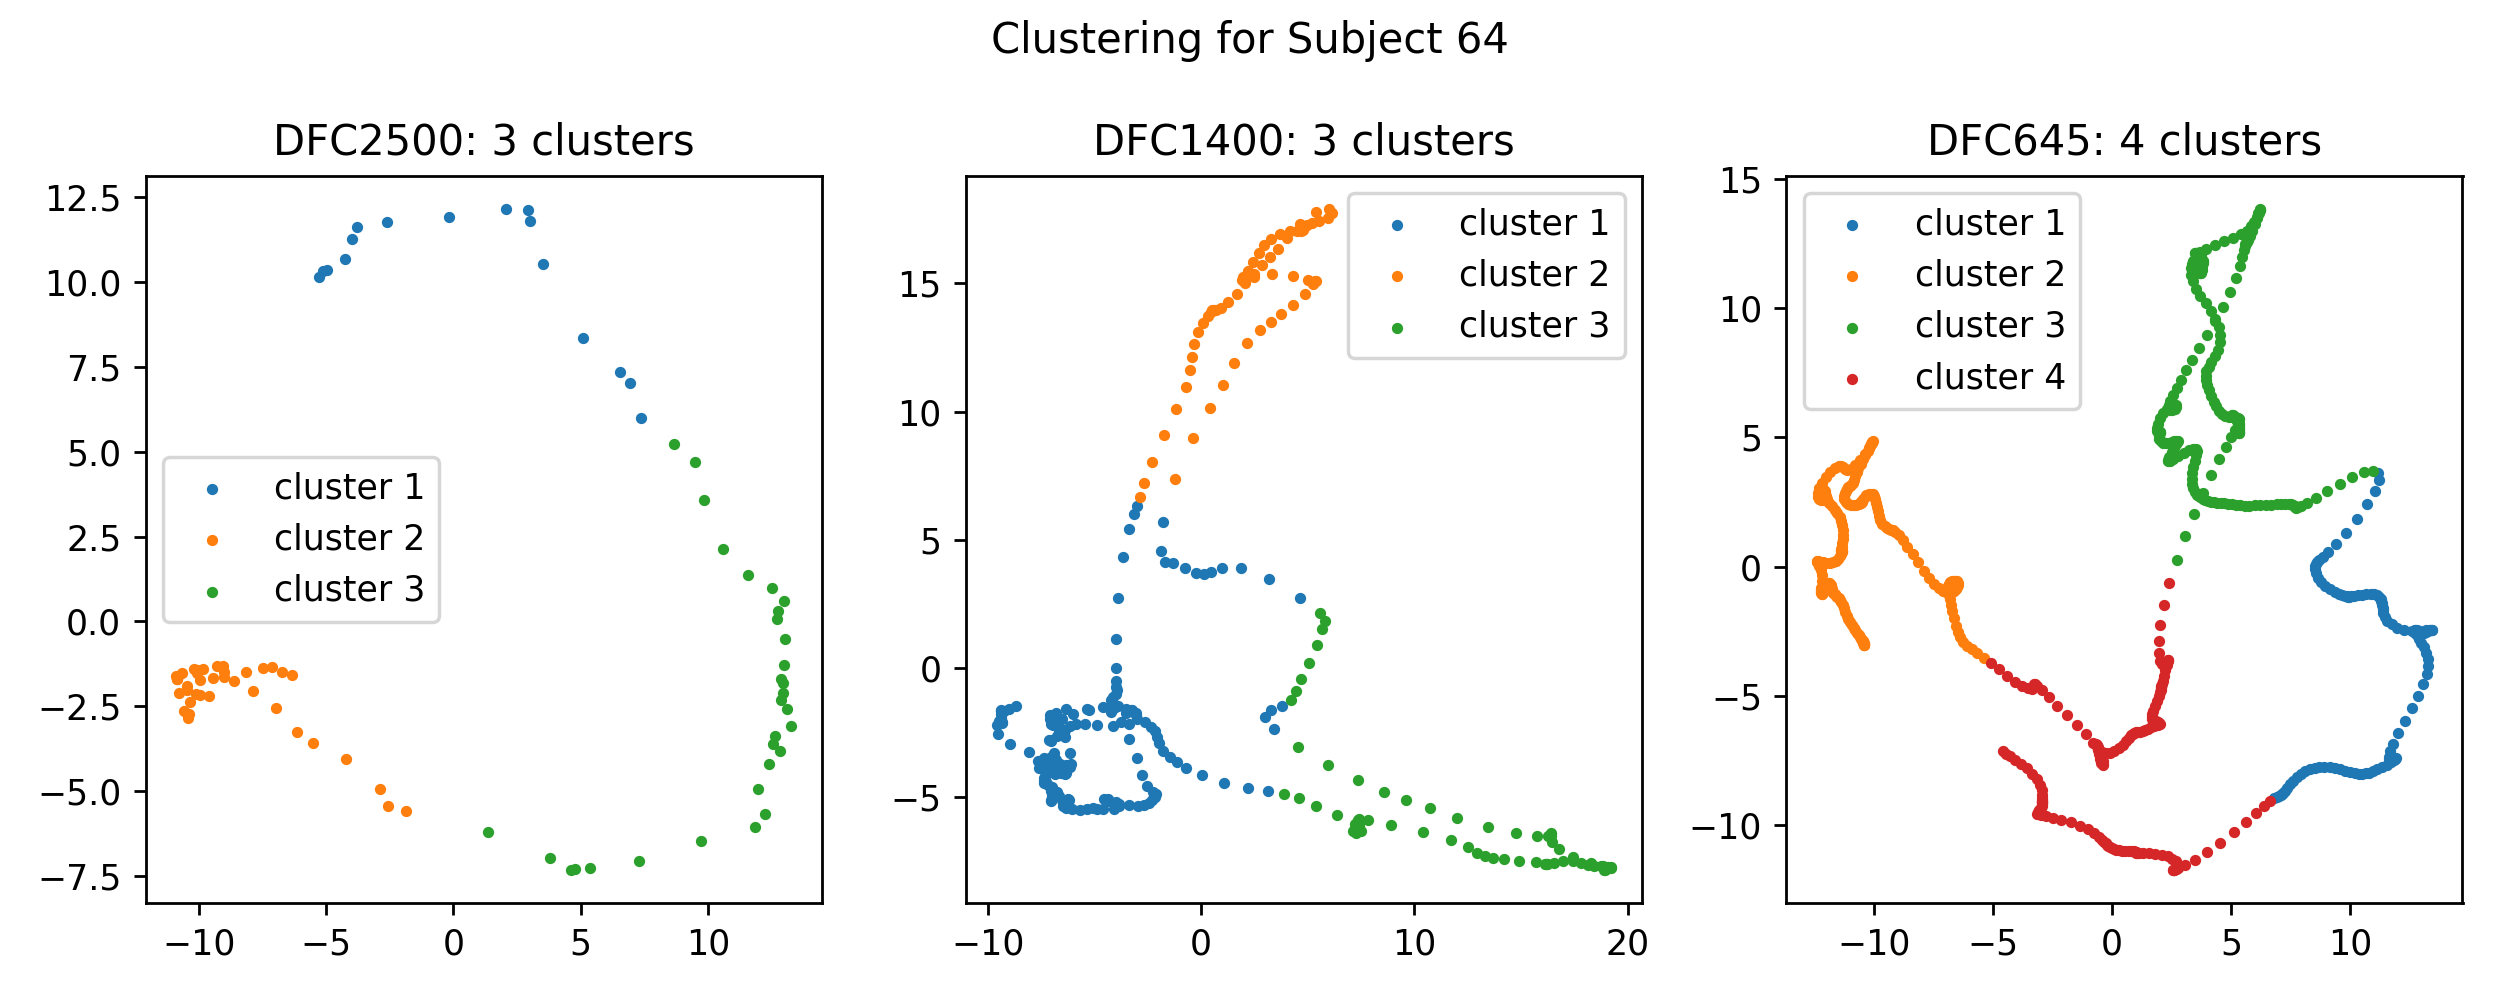 Clustering for Subject 64
DFC2500: 3 clusters
12.5
10.0
7.5
5.0
2.5
0.0
−2.5
−5.0
−7.5
−10
−5
0
5
10
cluster 1
cluster 2
cluster 3
DFC1400: 3 clusters
15
10
5
0
−5
−10
0
10
20
cluster 1
cluster 2
cluster 3
DFC645: 4 clusters
15
10
5
0
−5
−10
−10
−5
0
5
10
cluster 1
cluster 2
cluster 3
cluster 4